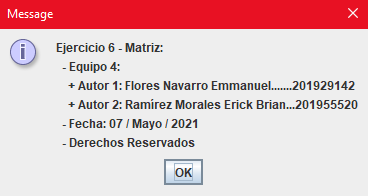 Message
Ejercicio 6 - Matriz:
- Equipo 4:
+ Autor 1: Flores Navarro Emmanuel.......201929142
+ Autor 2: Ramírez Morales Erick Brian...201955520
- Fecha: 07 / Mayo / 2021
- Derechos Reservados
OK